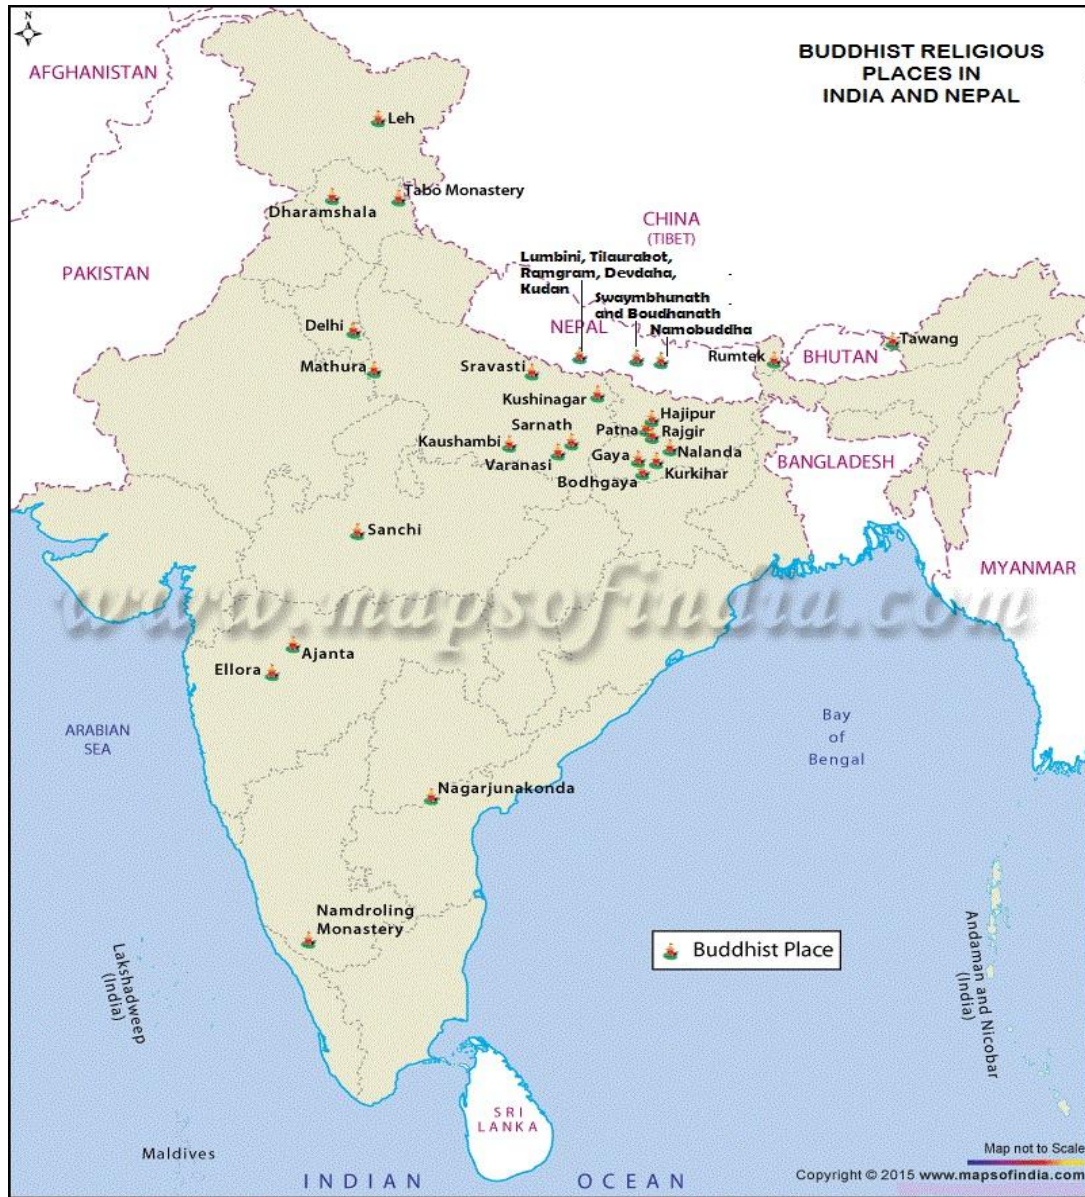 N
BUDDHIST RELIGIOUS
PLACES IN
INDIA AND NEPAL
AFGHANISTAN
Leh
Tabo Monastery
Dharamshala
CHINA
(TIBET)
PAKISTAN
Lumbini, Tilaurakot,
Ramgram, Devdaha,
Kudan
Swaymbhunath
and Boudhanath
NEPAL
Namobuddha
Delhi
Tawang
Rumtek
BHUTAN
Mathura
Sravasti
Kushinagar
Hajipur
Sarnath
Patna
Rajgir
Kaushambi
Nalanda
Gaya
Varanasi
BANGLADESH
Kurkihar
Bodhgaya
Sanchi
MYANMAR
www.mapsofindia.com
Ajanta
Ellora
ARABIAN
SEA
Bay
of
Bengal
Nagarjunakonda
Namdroling
Monastery
Buddhist Place
Lakshadweep
(India)
Andaman and Nicobar
(India)
SRI
LANKA
Maldives
INDIAN OCEAN
Map not to Scale
Copyright © 2015 www.mapsofindia.com